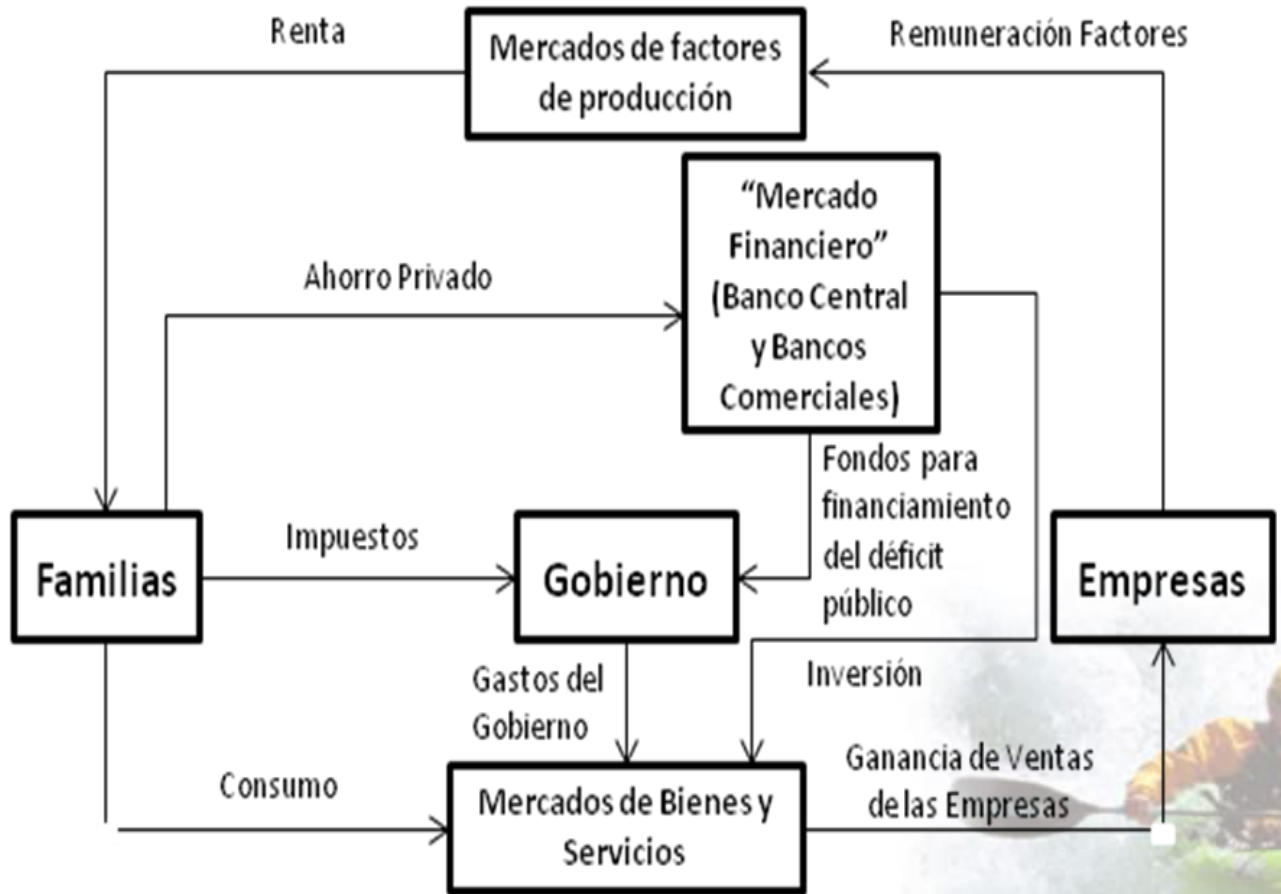 Renta
Mercados de factores
de producción
Remuneración Factores
"Mercado
Financiero"
(Banco Central
y Bancos
Comerciales)
Ahorro Privado
Fondos para
financiamiento
del déficit
público
Familias
Impuestos
Gobierno
Empresas
Gastos del
Gobierno
Inversión
Consumo
Mercados de Bienes y
Servicios
Ganancia de Ventas
de las Empresas